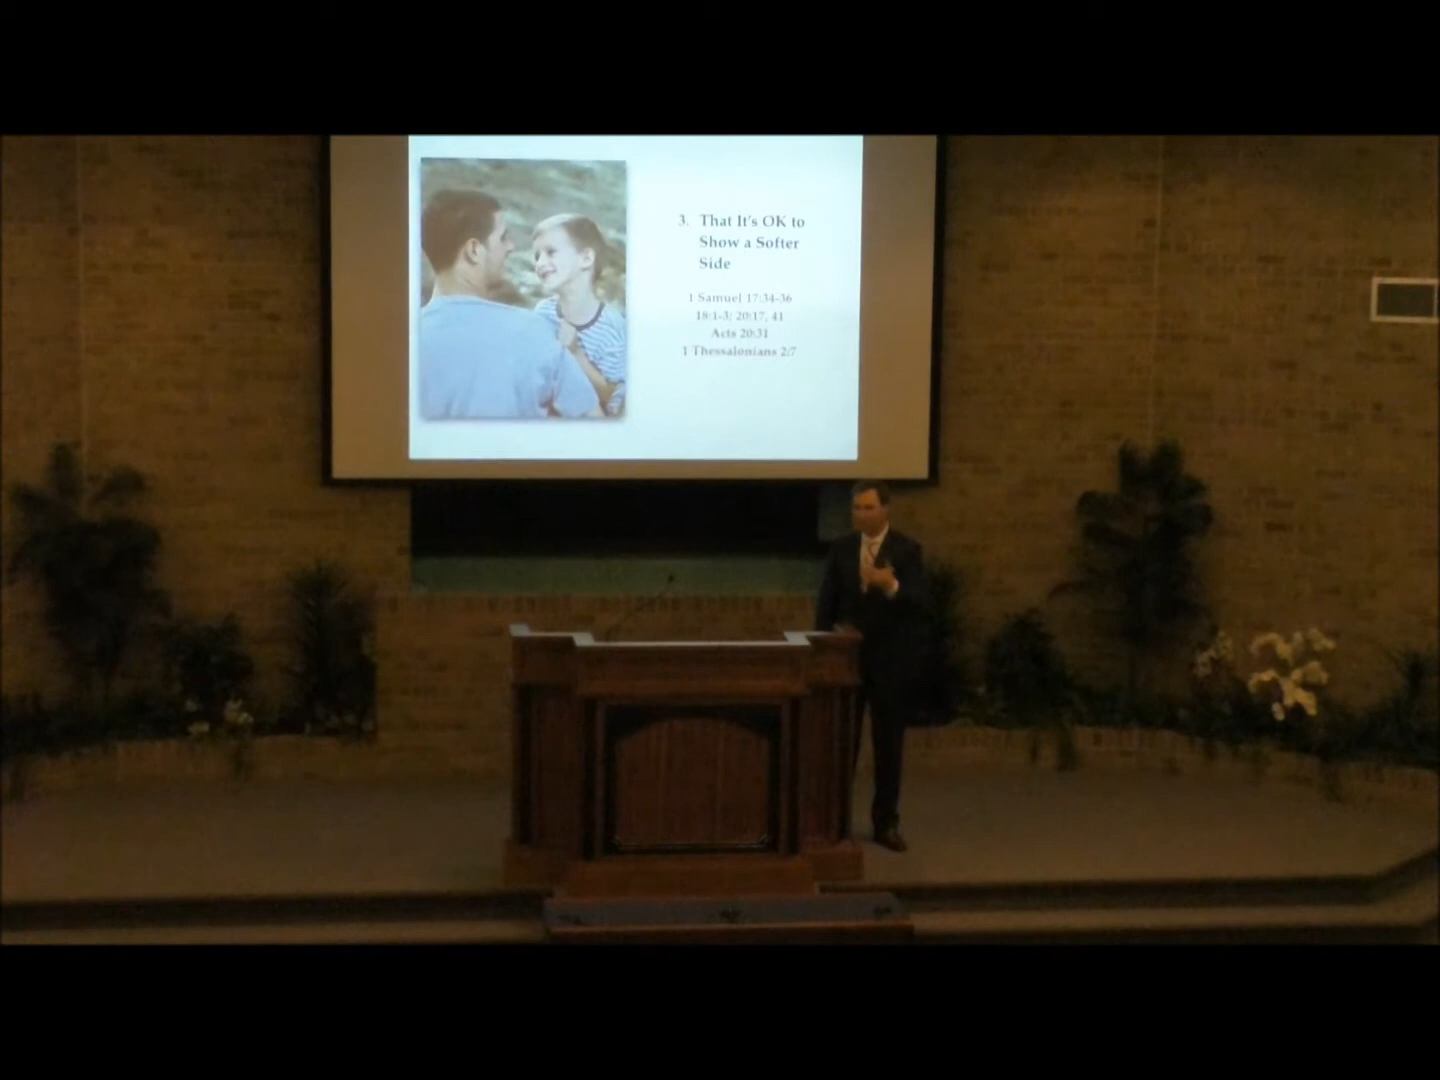 3. That It's OK to
Show a Softer
Side
1 Samuel 17:34-36
18:1-3; 20:17, 41
Acts 20:31
1 Thessalonians 2:7